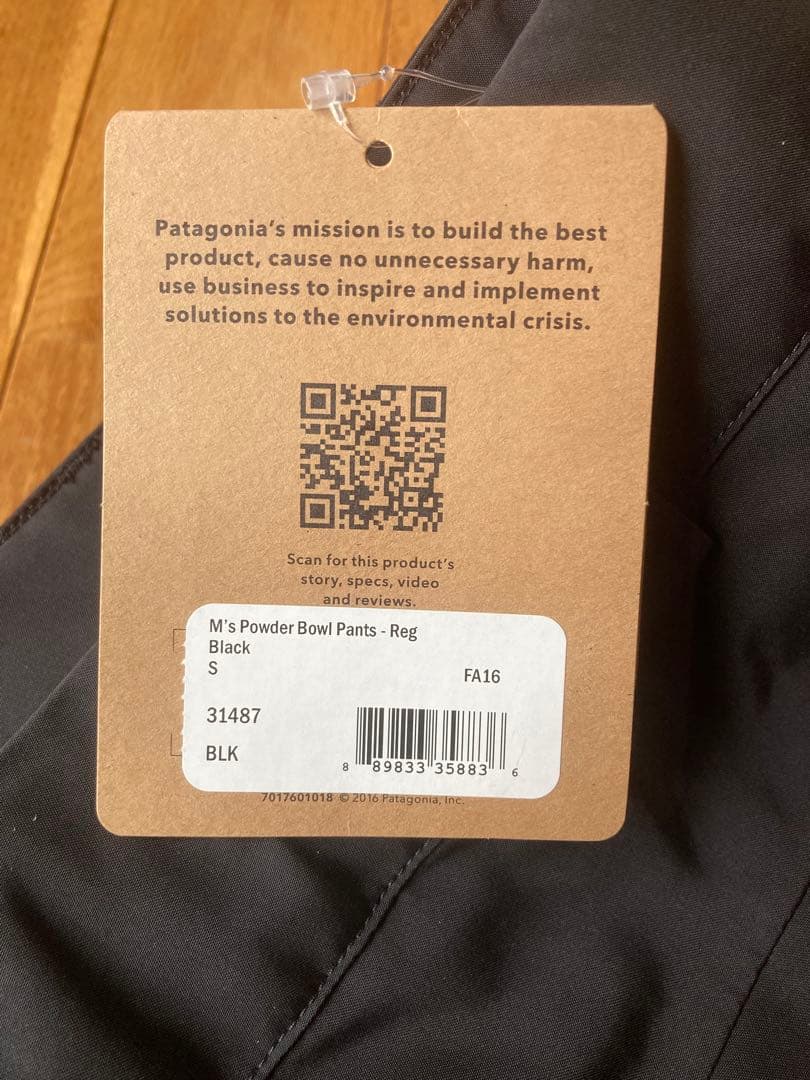 Patagonia's mission is to build the best
product, cause no unnecessary harm,
use business to inspire and implement
solutions to the environmental crisis.
Scan for this product's
story, specs, video
and reviews.
M's Powder Bowl Pants - Reg
Black
S
FA16
31487
BLK
8 89833 35883 6
7017601018 © 2016 Patagonia, Inc.